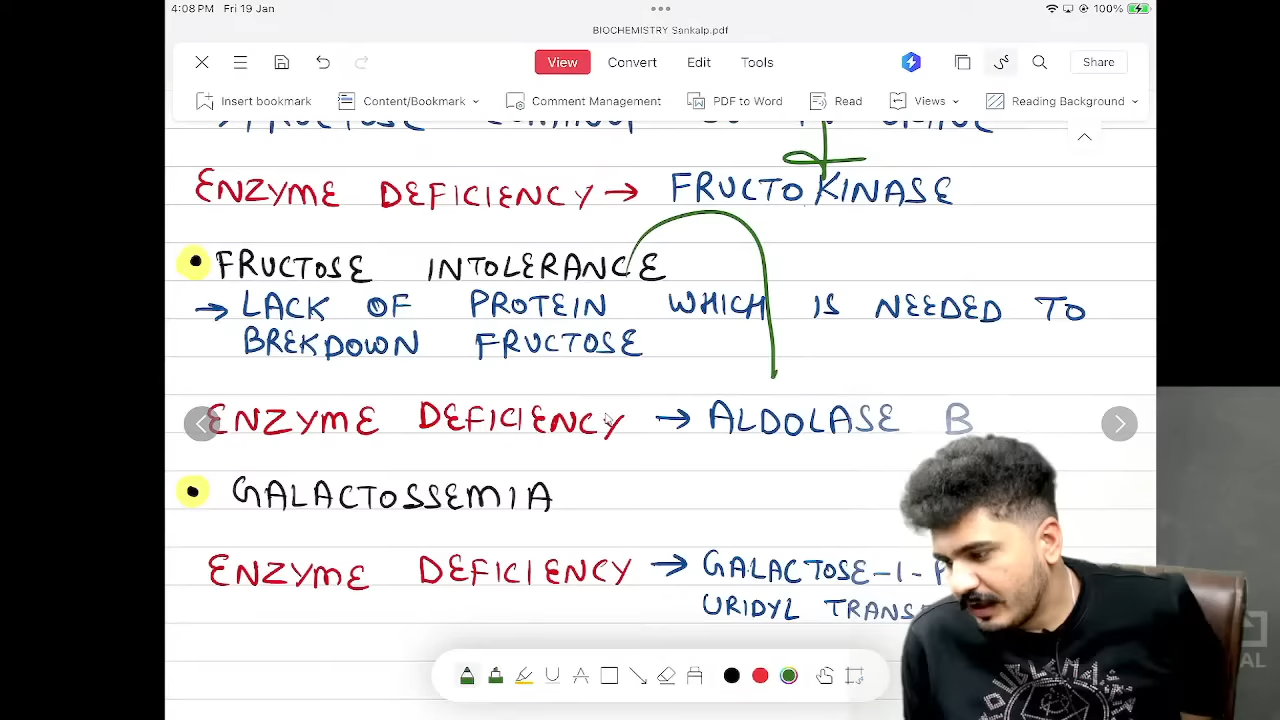 4:08 PM Fri 19 Jan
100%
BIOCHEMISTRY Sankalp.pdf
View Convert Edit Tools Share
Insert bookmark Content/Bookmark Comment Management PDF to Word Read Views Reading Background
ENZYME DEFICIENCY → FRUCTOKINASE
• FRUCTOSE INTOLERANCE
→ LACK OF PROTEIN WHICH IS NEEDED TO
BREKDOWN FRUCTOSE
ENZYME DEFICIENCY → ALDOLASE B
• GALACTOSSEMIA
ENZYME DEFICIENCY → GALACTOSE-1-P
URIDYL TRANS